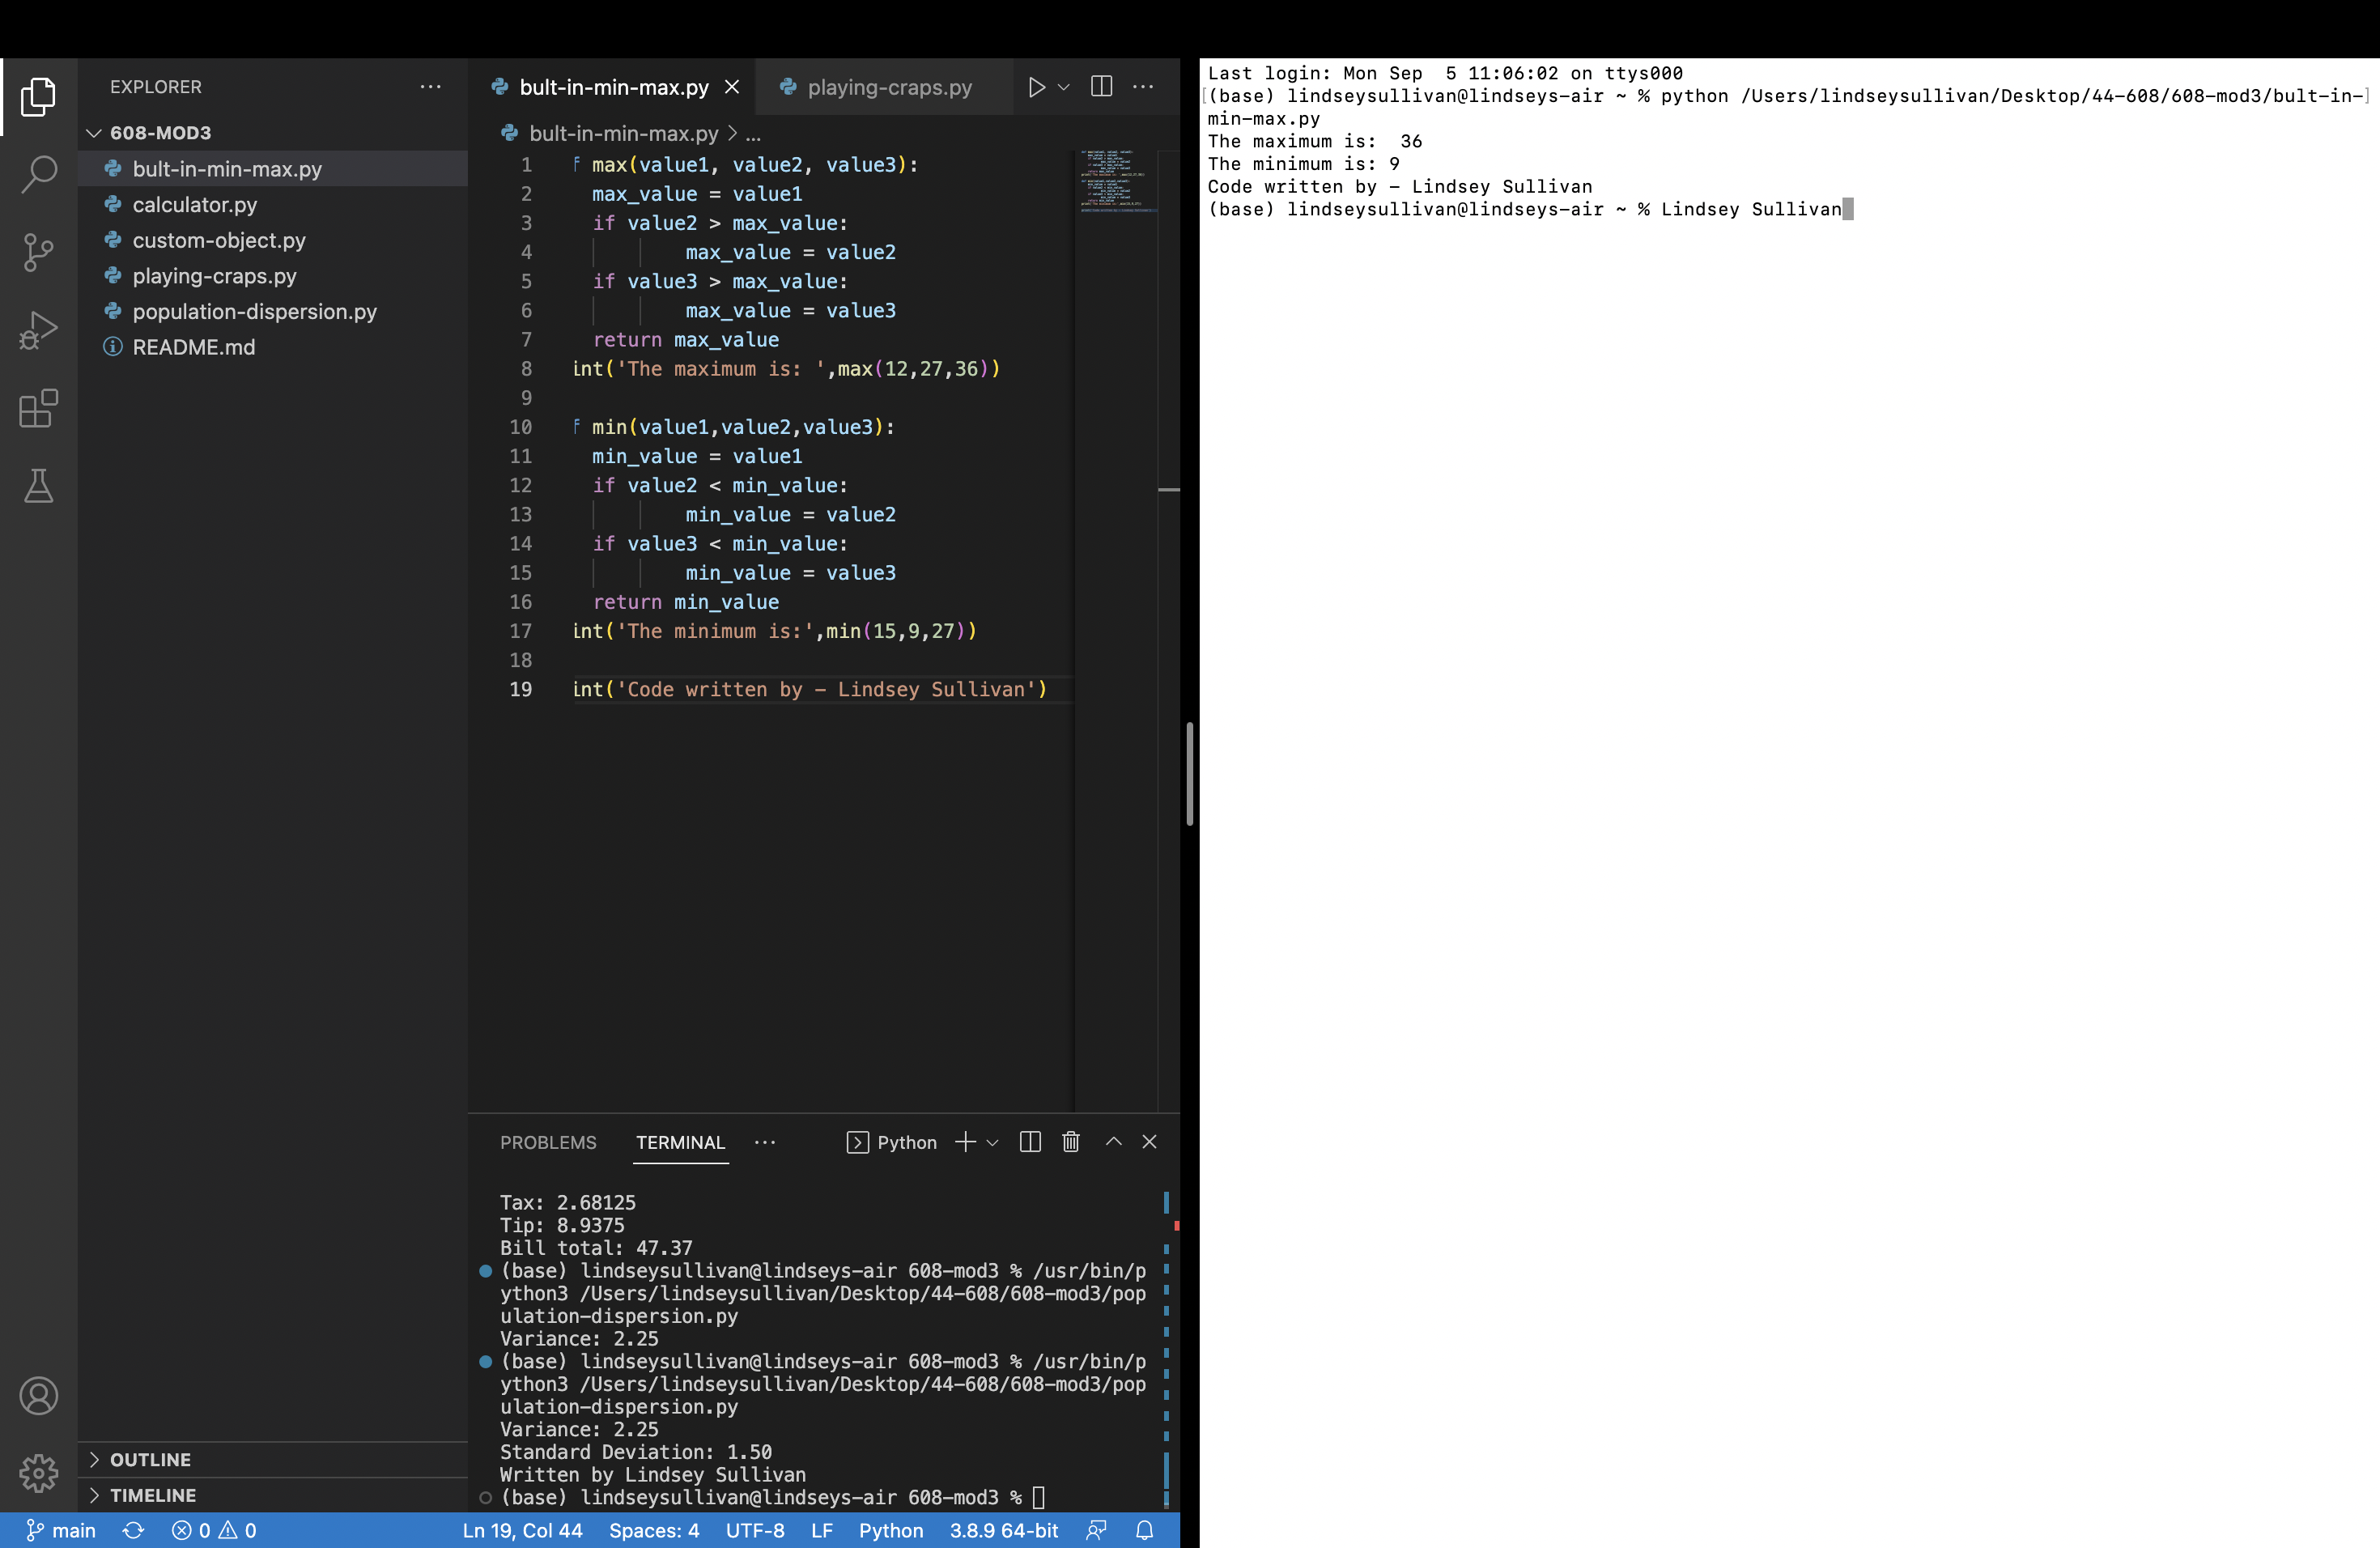 EXPLORER
608-MOD3
bult-in-min-max.py
calculator.py
custom-object.py
playing-craps.py
population-dispersion.py
README.md
OUTLINE
TIMELINE
bult-in-min-max.py
playing-craps.py
bult-in-min-max.py > ...
1 f max(value1, value2, value3):
2 max_value = value1
3 if value2 > max_value:
4 max_value = value2
5 if value3 > max_value:
6 max_value = value3
7 return max_value
8 int('The maximum is: ',max(12,27,36))
9
10 f min(value1,value2,value3):
11 min_value = value1
12 if value2 < min_value:
13 min_value = value2
14 if value3 < min_value:
15 min_value = value3
16 return min_value
17 int('The minimum is:',min(15,9,27))
18
19 int('Code written by - Lindsey Sullivan')
PROBLEMS TERMINAL ... Python
Tax: 2.68125
Tip: 8.9375
Bill total: 47.37
(base) lindseysullivan@lindseys-air 608-mod3 % /usr/bin/p
ython3 /Users/lindseysullivan/Desktop/44-608/608-mod3/pop
ulation-dispersion.py
Variance: 2.25
(base) lindseysullivan@lindseys-air 608-mod3 % /usr/bin/p
ython3 /Users/lindseysullivan/Desktop/44-608/608-mod3/pop
ulation-dispersion.py
Variance: 2.25
Standard Deviation: 1.50
Written by Lindsey Sullivan
(base) lindseysullivan@lindseys-air 608-mod3 %
main 0 0 Ln 19, Col 44 Spaces: 4 UTF-8 LF Python 3.8.9 64-bit
Last login: Mon Sep  5 11:06:02 on ttys000
[(base) lindseysullivan@lindseys-air ~ % python /Users/lindseysullivan/Desktop/44-608/608-mod3/bult-in-]
min-max.py
The maximum is:  36
The minimum is: 9
Code written by - Lindsey Sullivan
(base) lindseysullivan@lindseys-air ~ % Lindsey Sullivan